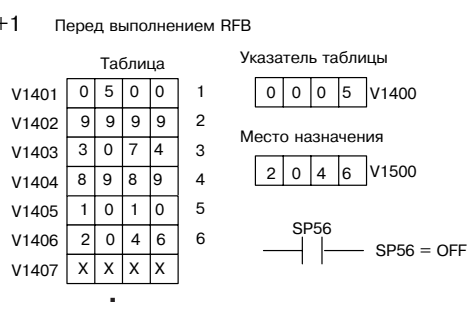 +1 Перед выполнением RFB
Таблица
V1401 0 5 0 0 1
V1402 9 9 9 9 2
V1403 3 0 7 4 3
V1404 8 9 8 9 4
V1405 1 0 1 0 5
V1406 2 0 4 6 6
V1407 X X X X
Указатель таблицы
0 0 0 5 V1400
Место назначения
2 0 4 6 V1500
SP56
SP56 = OFF